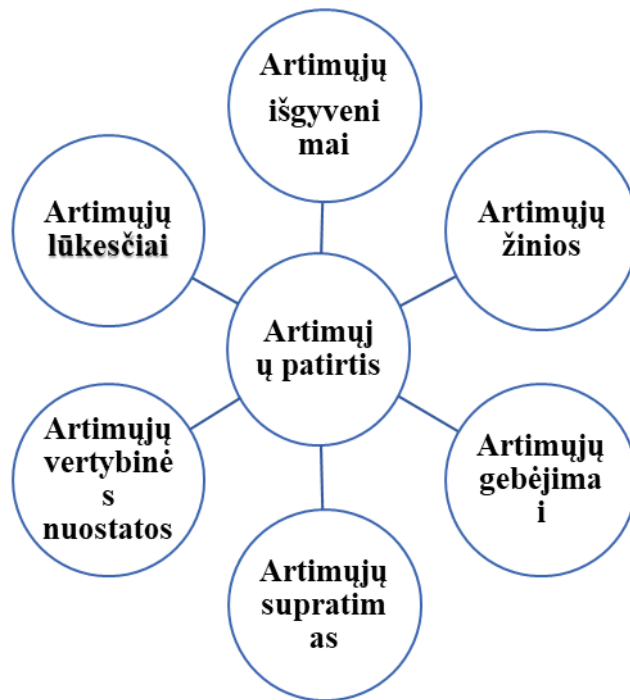 Artimųjų
išgyveni
mai
Artimųjų
lūkesčiai
Artimųjų
žinios
Artimųj
ų patirtis
Artimųjų
vertybinė
s
nuostatos
Artimųjų
gebėjima
i
Artimųjų
supratim
as